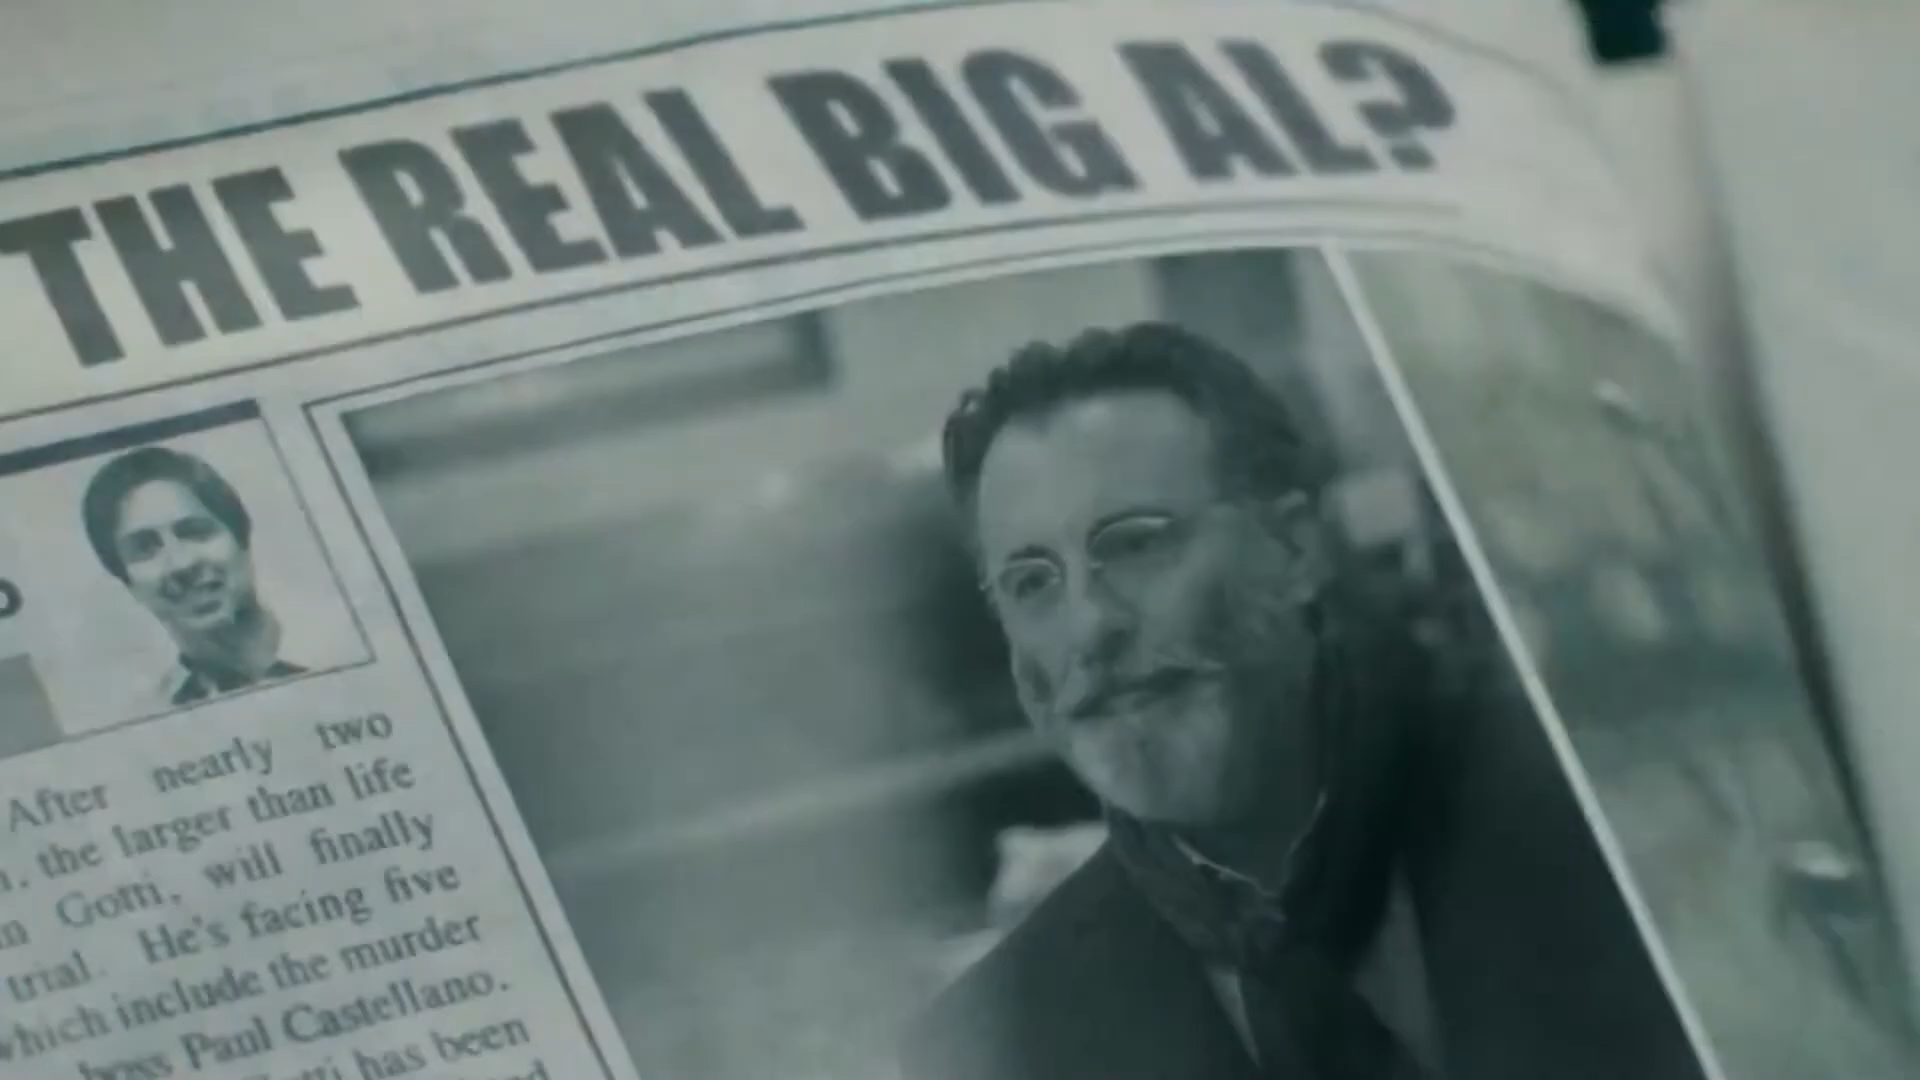 THE REAL BIG AL?
After nearly two
the larger than life
Gotti, will finally
trial. He's facing five
which include the murder
boss Paul Castellano.
has been